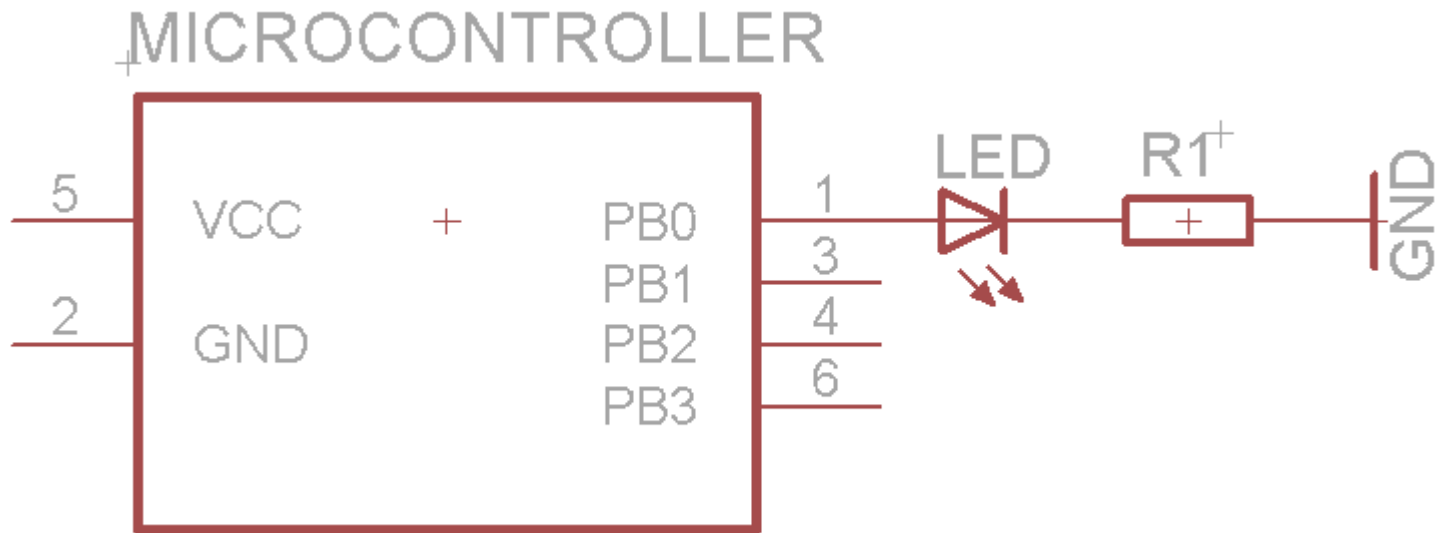 MICROCONTROLLER
LED
R1
GND
5
VCC
PB0
1
PB1
3
2
GND
PB2
4
PB3
6